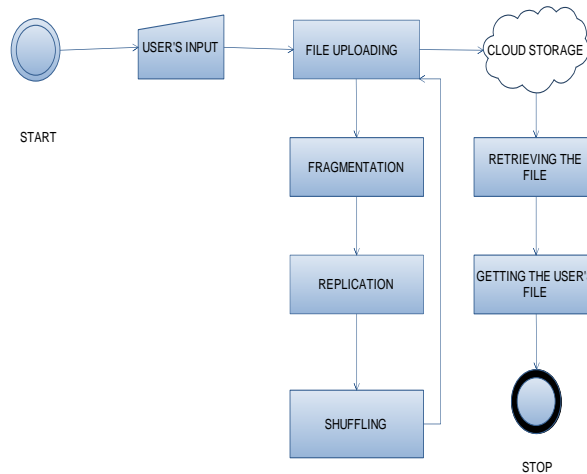 USER'S INPUT
FILE UPLOADING
CLOUD STORAGE
START
FRAGMENTATION
RETRIEVING THE
FILE
REPLICATION
GETTING THE USER'
FILE
SHUFFLING
STOP